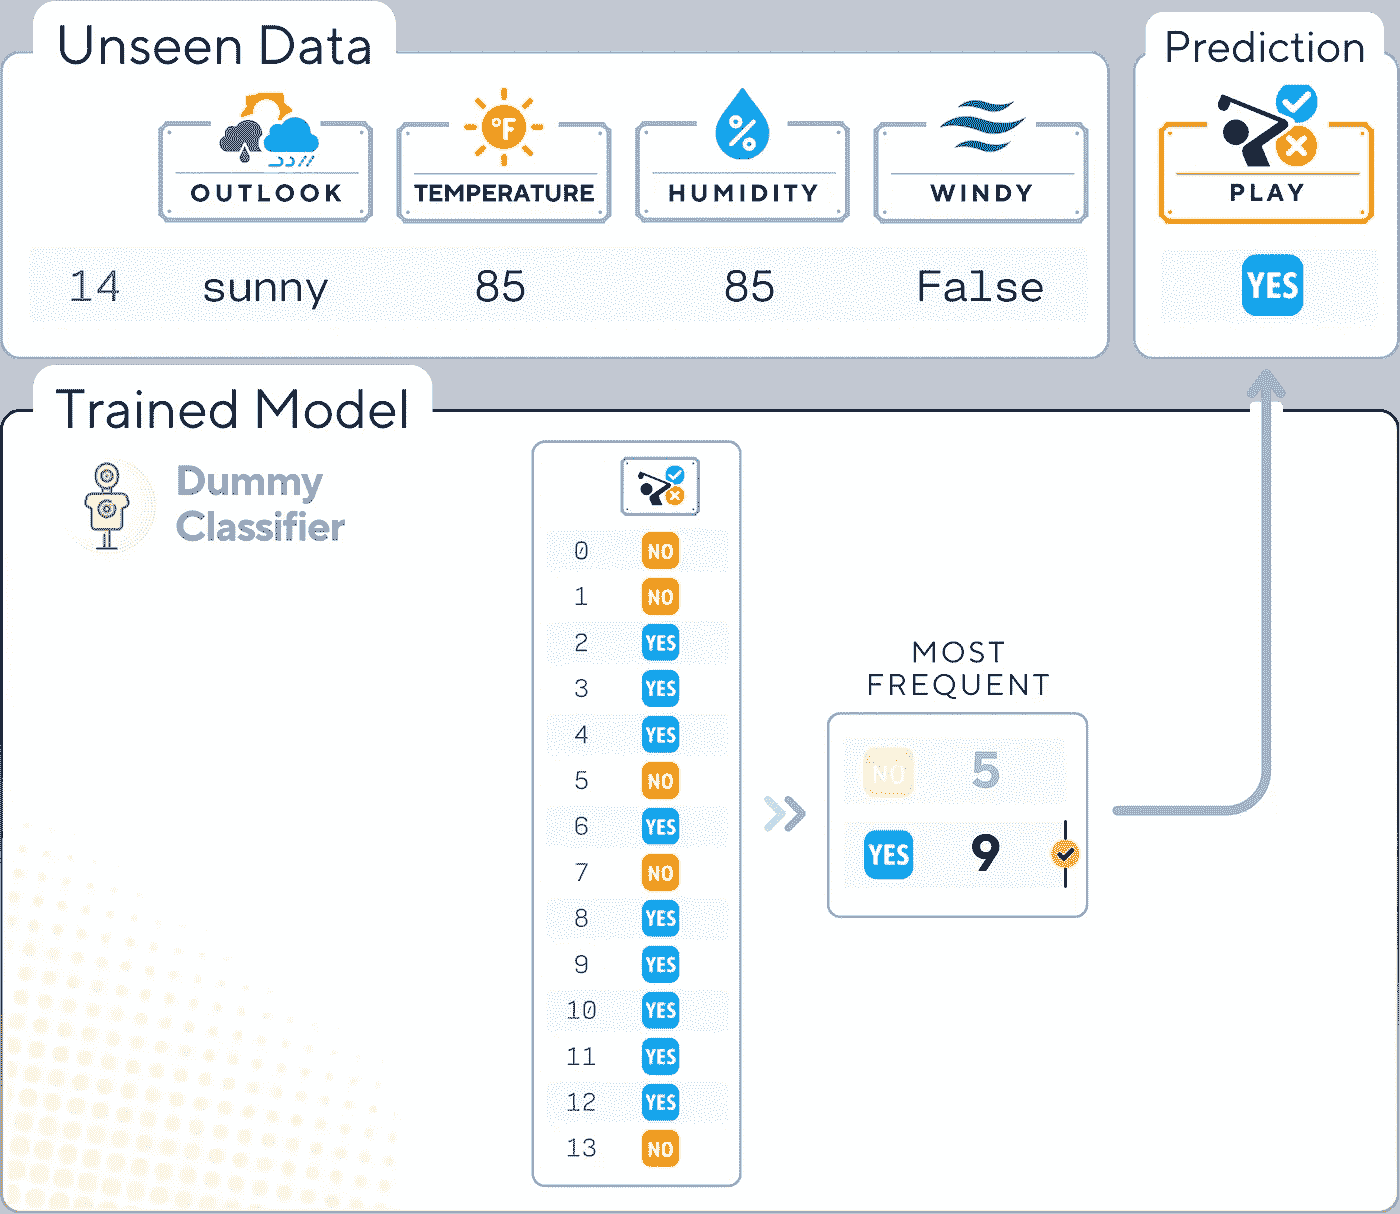 Unseen Data
Prediction
°F
%
OUTLOOK TEMPERATURE HUMIDITY WINDY PLAY
14 sunny 85 85 False YES
Trained Model
Dummy
Classifier
0 NO
1 NO
2 YES
3 YES
4 YES
5 NO
6 YES
7 NO
8 YES
9 YES
10 YES
11 YES
12 YES
13 NO
MOST
FREQUENT
NO 5
YES 9